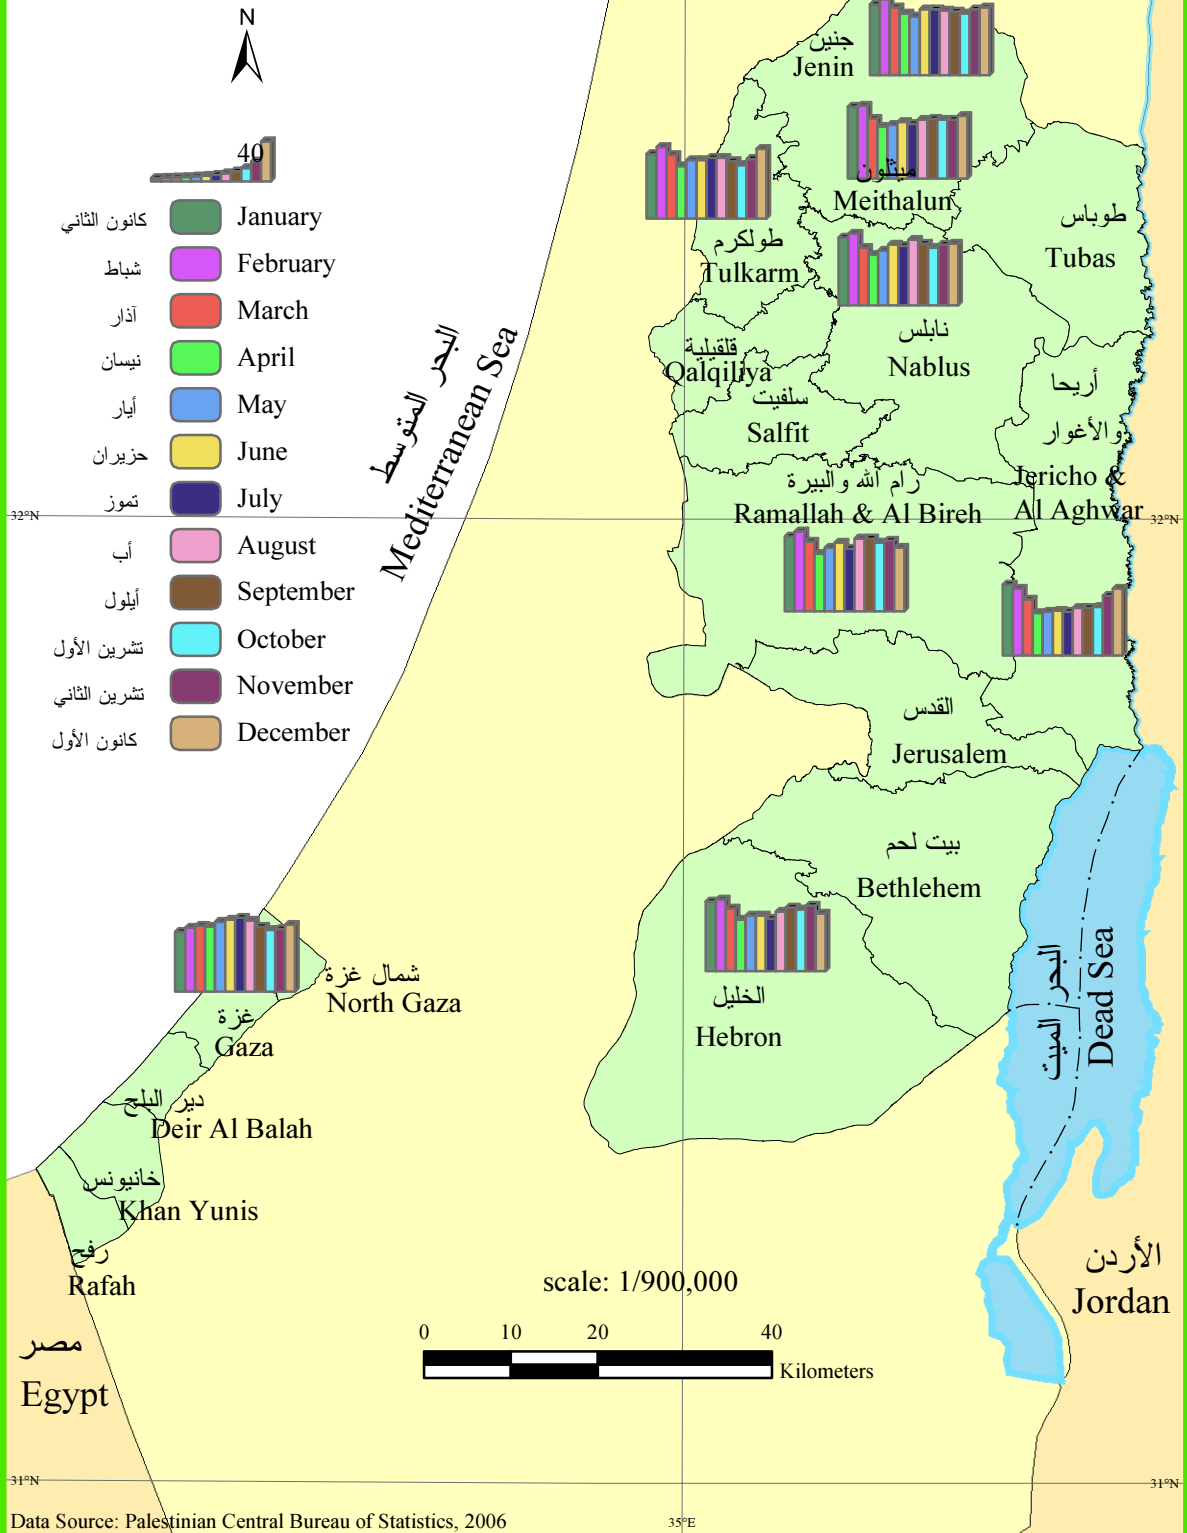 N
40
كانون الثاني January
شباط February
آذار March
نيسان April
أيار May
حزيران June
تموز July
أب August
أيلول September
تشرين الأول October
تشرين الثاني November
كانون الأول December
البحر المتوسط
Mediterranean Sea
جنين
Jenin
ميثلون
Meithalun
طوباس
Tubas
طولكرم
Tulkarm
نابلس
Nablus
قلقيلية
Qalqiliya
سلفيت
Salfit
أريحا
والأغوار
Jericho &
Al Aghwar
رام الله والبيرة
Ramallah & Al Bireh
32°N
32°N
القدس
Jerusalem
بيت لحم
Bethlehem
الخليل
Hebron
البحر الميت
Dead Sea
شمال غزة
North Gaza
غزة
Gaza
دير البلح
Deir Al Balah
خانيونس
Khan Yunis
رفح
Rafah
مصر
Egypt
الأردن
Jordan
scale: 1/900,000
0 10 20 40
Kilometers
31°N
31°N
35°E
Data Source: Palestinian Central Bureau of Statistics, 2006